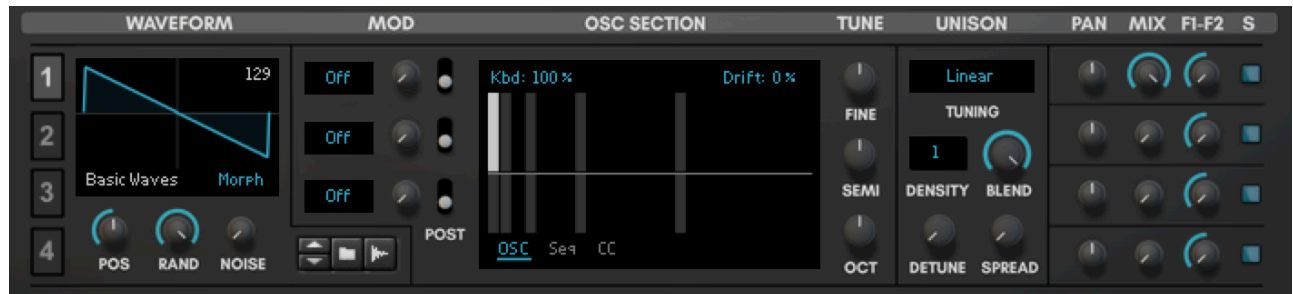 WAVEFORM MOD OSC SECTION TUNE UNISON PAN MIX F1-F2 S
1 129 Off Kbd: 100 % Drift: 0 % Linear
FINE TUNING
2 Off 1
Basic Waves Morph SEMI DENSITY BLEND
3 Off
POST
4 OSC Seq CC
POS RAND NOISE OCT DETUNE SPREAD